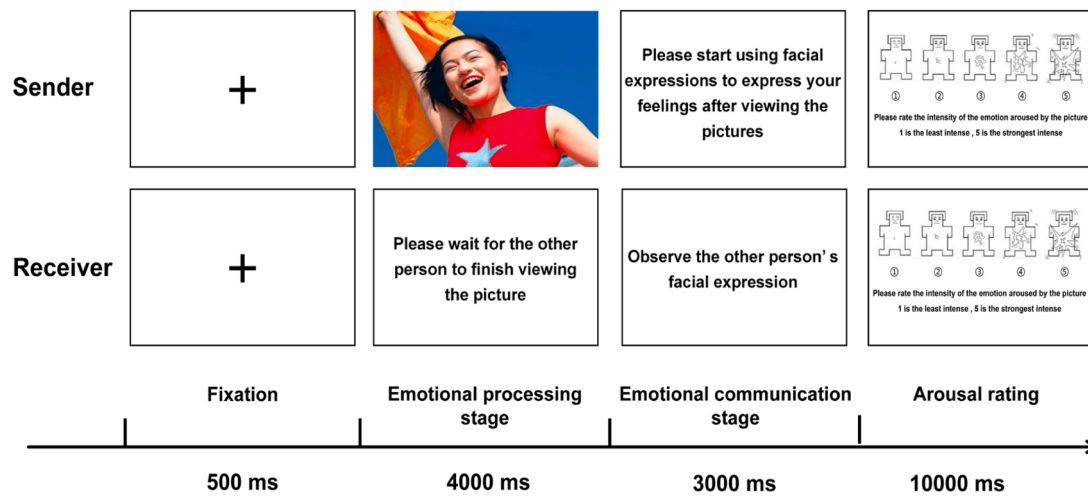 Sender
+
Please start using facial
expressions to express your
feelings after viewing the
pictures
① ② ③ ④ ⑤
Please rate the intensity of the emotion aroused by the picture
1 is the least intense , 5 is the strongest intense
Receiver
+
Please wait for the other
person to finish viewing
the picture
Observe the other person's
facial expression
① ② ③ ④ ⑤
Please rate the intensity of the emotion aroused by the picture
1 is the least intense , 5 is the strongest intense
Fixation
Emotional processing
stage
Emotional communication
stage
Arousal rating
500 ms
4000 ms
3000 ms
10000 ms